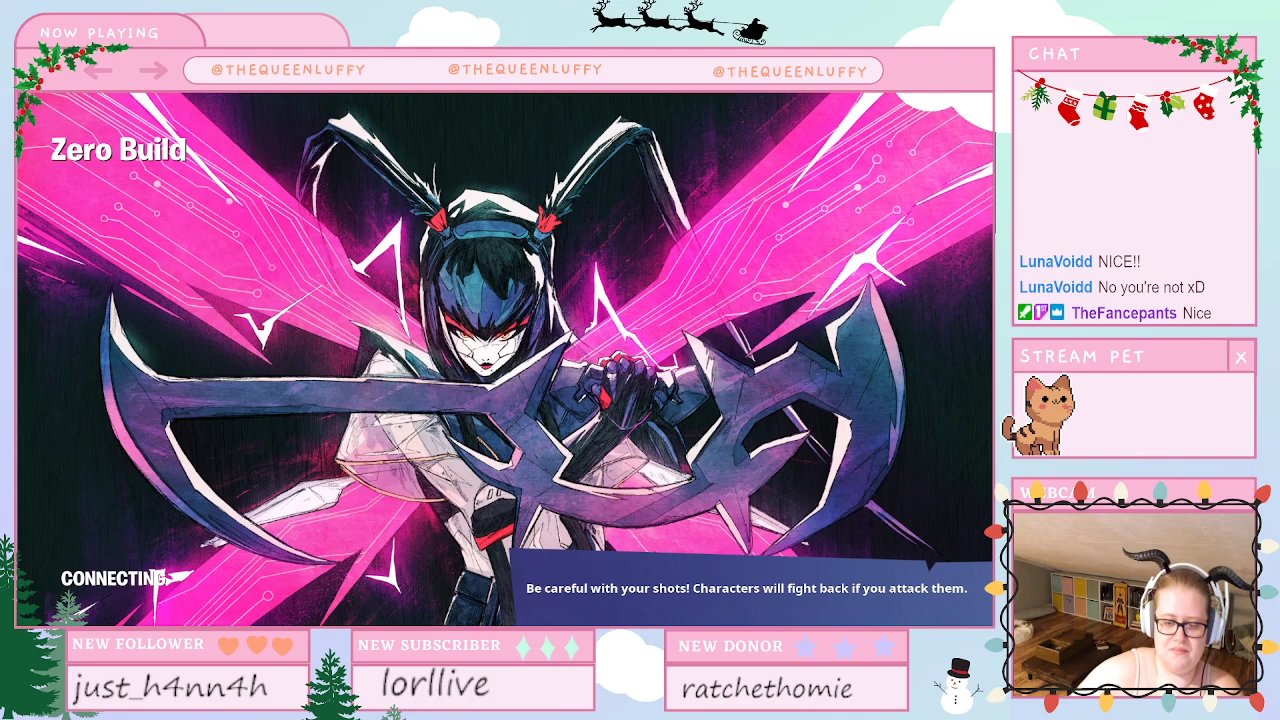 NOW PLAYING
@THEQUEENLUFFY
@THEQUEENLUFFY
@THEQUEENLUFFY
Zero Build
CONNECTING
Be careful with your shots! Characters will fight back if you attack them.
CHAT
LunaVoidd NICE!!
LunaVoidd No you're not xD
TheFancepants Nice
STREAM PET
WEBCAM
NEW FOLLOWER
just_h4nn4h
NEW SUBSCRIBER
lorllive
NEW DONOR
ratchethomie